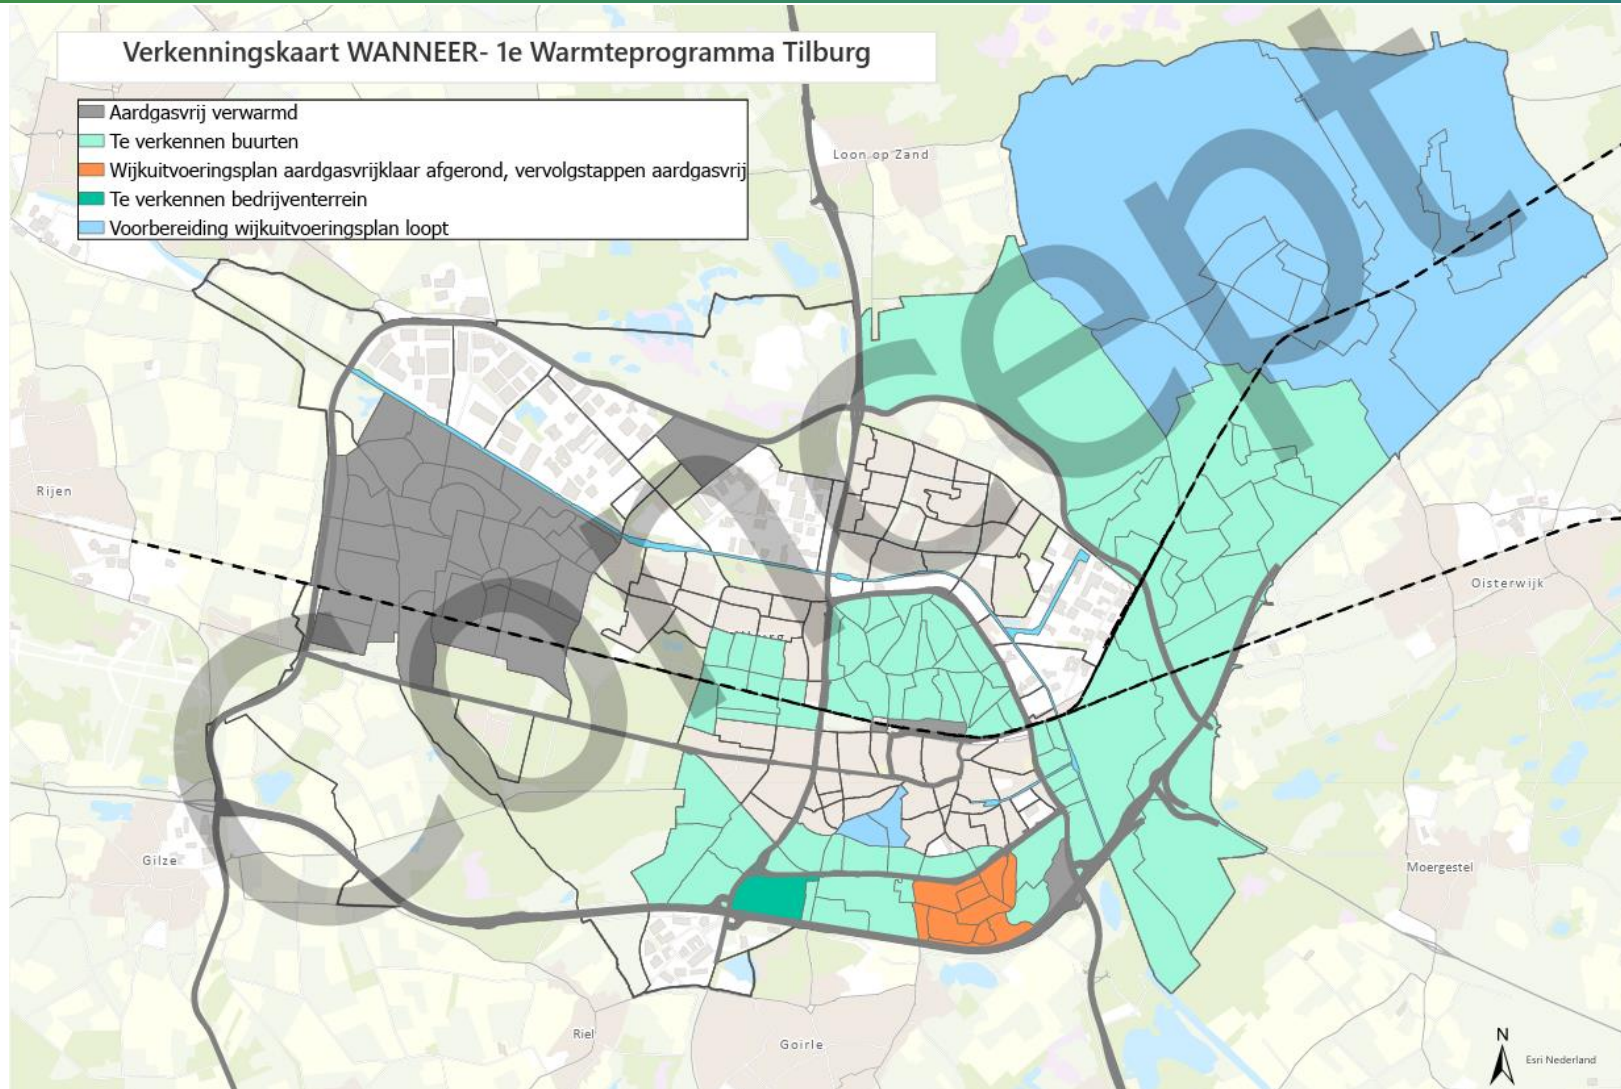 Verkenningskaart WANNEER- 1e Warmteprogramma Tilburg
Aardgasvrij verwarmd
Te verkennen buurten
Wijkuitvoeringsplan aardgasvrijklaar afgerond, vervolgstappen aardgasvrij
Te verkennen bedrijventerrein
Voorbereiding wijkuitvoeringsplan loopt
Loon op Zand
Rijen
Oisterwijk
Concept
Gilze
Moergestel
Riel
Goirle
N
Esri Nederland